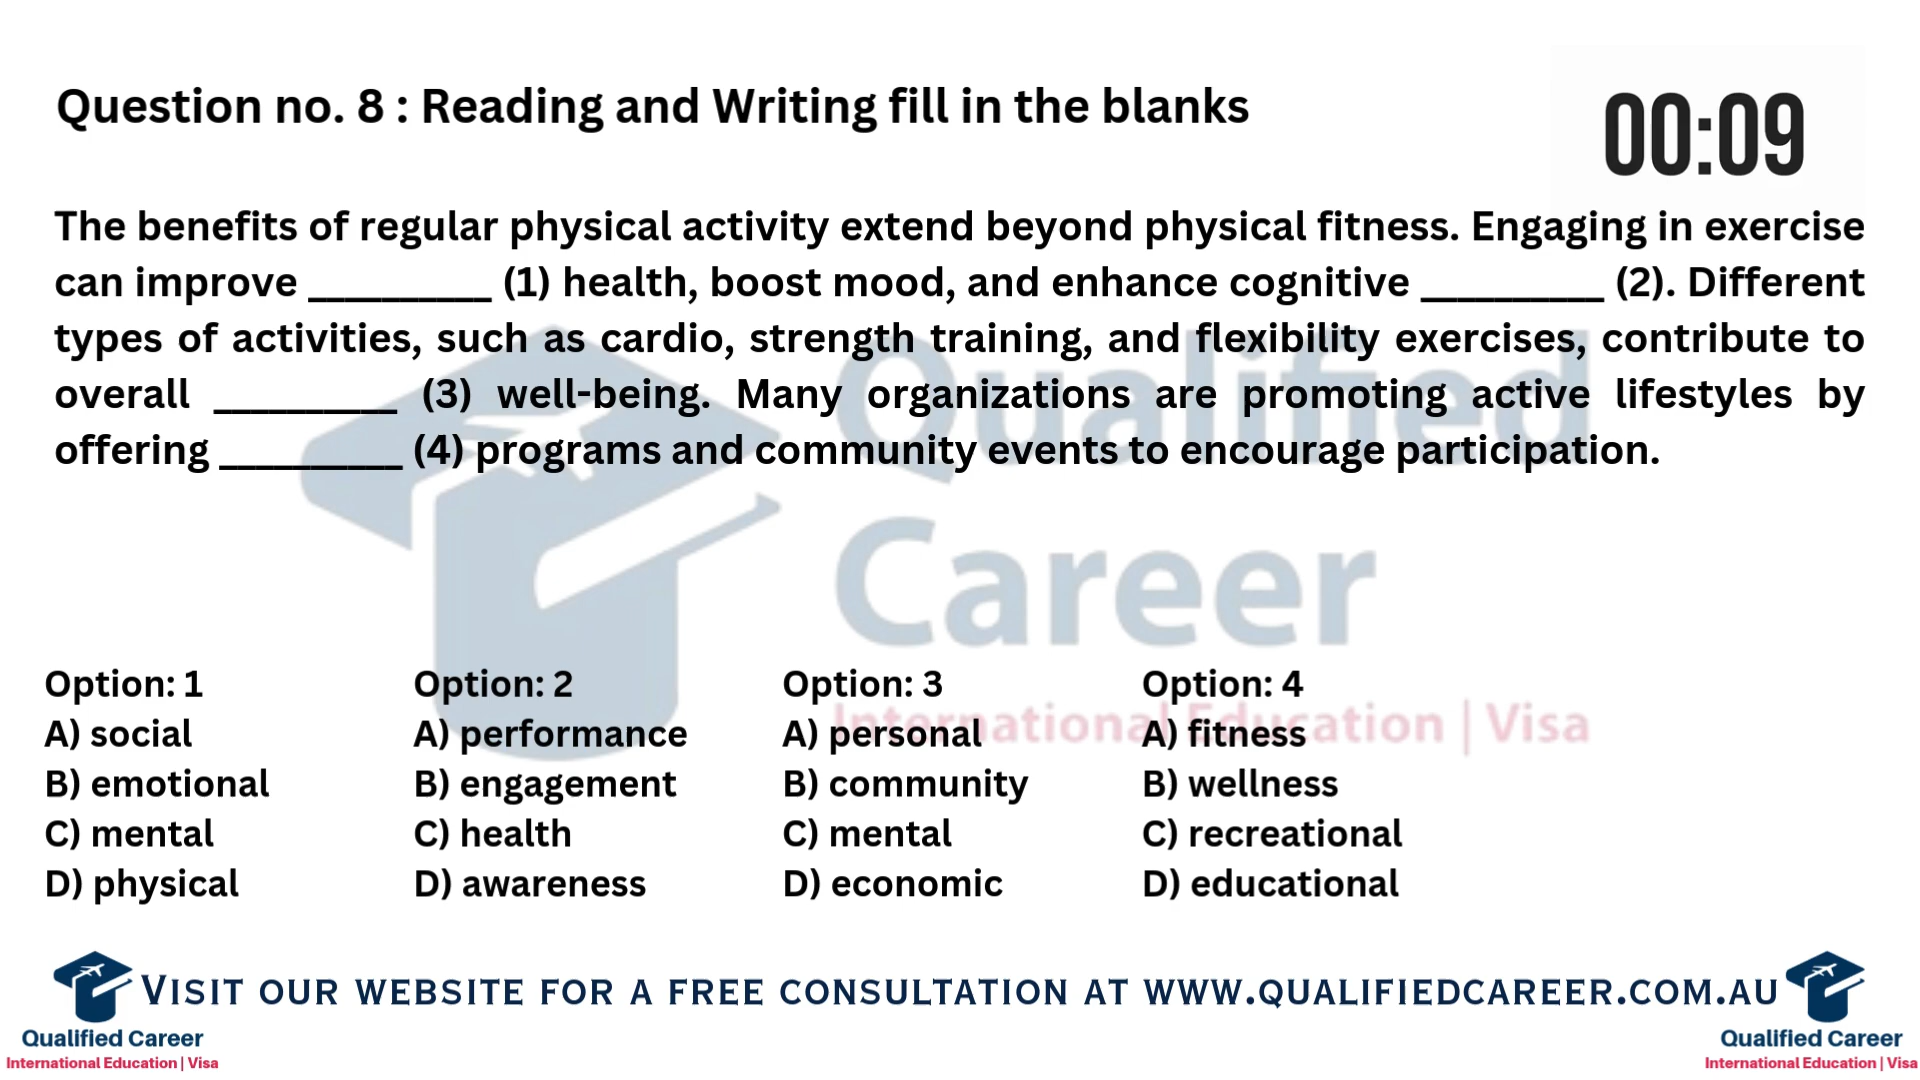 Question no. 8 : Reading and Writing fill in the blanks
00:09
The benefits of regular physical activity extend beyond physical fitness. Engaging in exercise
can improve __________ (1) health, boost mood, and enhance cognitive __________ (2). Different
types of activities, such as cardio, strength training, and flexibility exercises, contribute to
overall __________ (3) well-being. Many organizations are promoting active lifestyles by
offering __________ (4) programs and community events to encourage participation.
Qualified
Career
International Education | Visa
Option: 1
A) social
B) emotional
C) mental
D) physical
Option: 2
A) performance
B) engagement
C) health
D) awareness
Option: 3
A) personal
B) community
C) mental
D) economic
Option: 4
A) fitness
B) wellness
C) recreational
D) educational
VISIT OUR WEBSITE FOR A FREE CONSULTATION AT WWW.QUALIFIEDCAREER.COM.AU
Qualified Career
International Education | Visa
Qualified Career
International Education | Visa